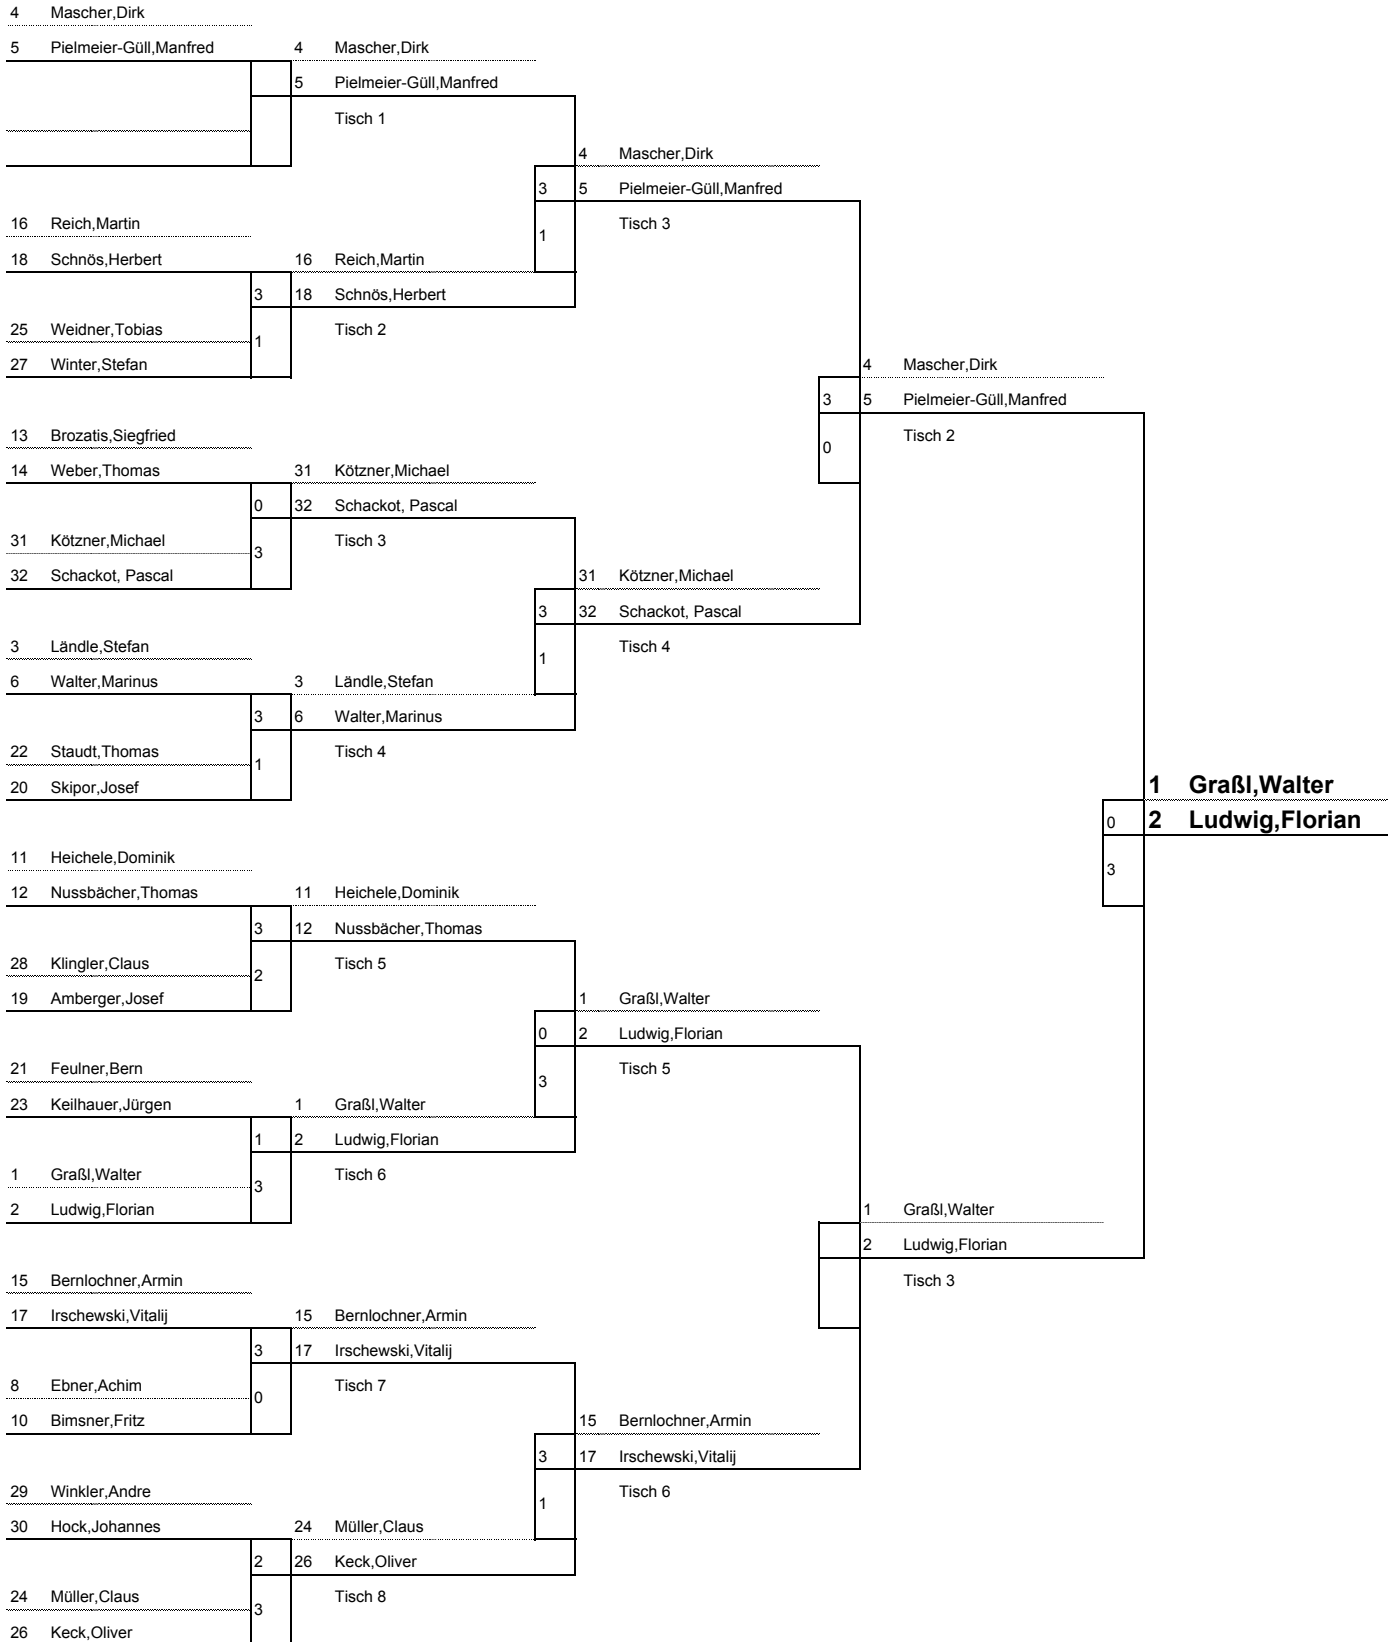 4 Mascher,Dirk
5 Pielmeier-Güll,Manfred 4 Mascher,Dirk
5 Pielmeier-Güll,Manfred
Tisch 1
4 Mascher,Dirk
3 5 Pielmeier-Güll,Manfred
16 Reich,Martin Tisch 3
1
18 Schnös,Herbert 16 Reich,Martin
3 18 Schnös,Herbert
25 Weidner,Tobias Tisch 2
1
27 Winter,Stefan 4 Mascher,Dirk
3 5 Pielmeier-Güll,Manfred
13 Brozatis,Siegfried Tisch 2
0
14 Weber,Thomas 31 Kötzner,Michael
0 32 Schackot, Pascal
31 Kötzner,Michael Tisch 3
3
32 Schackot, Pascal 31 Kötzner,Michael
3 32 Schackot, Pascal
3 Ländle,Stefan Tisch 4
1
6 Walter,Marinus 3 Ländle,Stefan
3 6 Walter,Marinus
22 Staudt,Thomas Tisch 4
1
20 Skipor,Josef 1 Graßl,Walter
0 2 Ludwig,Florian
11 Heichele,Dominik
3
12 Nussbächer,Thomas 11 Heichele,Dominik
3 12 Nussbächer,Thomas
28 Klingler,Claus Tisch 5
2
19 Amberger,Josef 1 Graßl,Walter
0 2 Ludwig,Florian
21 Feulner,Bern Tisch 5
3
23 Keilhauer,Jürgen 1 Graßl,Walter
1 2 Ludwig,Florian
1 Graßl,Walter Tisch 6
3
2 Ludwig,Florian 1 Graßl,Walter
2 Ludwig,Florian
15 Bernlochner,Armin Tisch 3
17 Irschewski,Vitalij 15 Bernlochner,Armin
3 17 Irschewski,Vitalij
8 Ebner,Achim Tisch 7
0
10 Bimsner,Fritz 15 Bernlochner,Armin
3 17 Irschewski,Vitalij
29 Winkler,Andre Tisch 6
1
30 Hock,Johannes 24 Müller,Claus
2 26 Keck,Oliver
24 Müller,Claus Tisch 8
3
26 Keck,Oliver